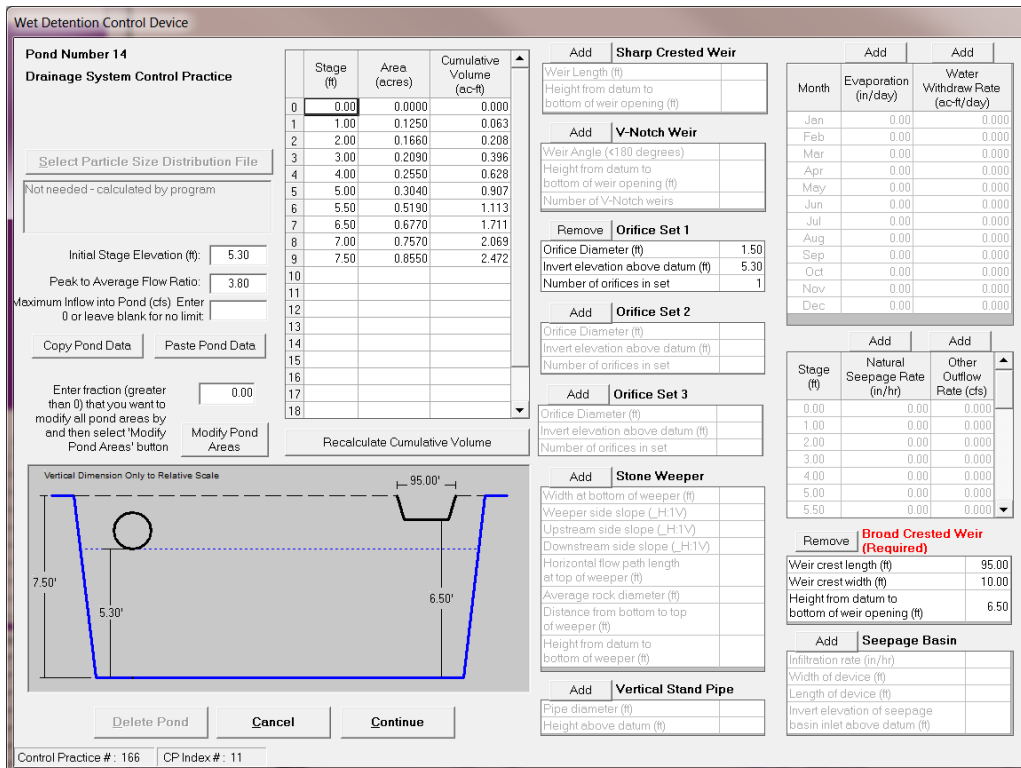 Wet Detention Control Device
Pond Number 14
Drainage System Control Practice
Select Particle Size Distribution File
Not needed - calculated by program
Initial Stage Elevation (ft): 5.30
Peak to Average Flow Ratio: 3.80
Maximum Inflow into Pond (cfs) Enter
0 or leave blank for no limit:
Copy Pond Data Paste Pond Data
Enter fraction (greater 0.00
than 0) that you want to
modify all pond areas by
and then select 'Modify
Pond Areas' button
Modify Pond
Areas
Stage
(ft)
Area
(acres)
Cumulative
Volume
(ac-ft)
0 0.00 0.0000 0.000
1 1.00 0.1250 0.063
2 2.00 0.1660 0.208
3 3.00 0.2090 0.396
4 4.00 0.2550 0.628
5 5.00 0.3040 0.907
6 5.50 0.5190 1.113
7 6.50 0.6770 1.711
8 7.00 0.7570 2.069
9 7.50 0.8550 2.472
10
11
12
13
14
15
16
17
18
Recalculate Cumulative Volume
Vertical Dimension Only to Relative Scale
95.00'
7.50'
5.30'
6.50'
Delete Pond Cancel Continue
Control Practice # : 166 CP Index # : 11
Add Sharp Crested Weir
Weir Length (ft)
Height from datum to
bottom of weir opening (ft)
Add V-Notch Weir
Weir Angle (<180 degrees)
Height from datum to
bottom of weir opening (ft)
Number of V-Notch weirs
Remove Orifice Set 1
Orifice Diameter (ft) 1.50
Invert elevation above datum (ft) 5.30
Number of orifices in set 1
Add Orifice Set 2
Orifice Diameter (ft)
Invert elevation above datum (ft)
Number of orifices in set
Add Orifice Set 3
Orifice Diameter (ft)
Invert elevation above datum (ft)
Number of orifices in set
Add Stone Weeper
Width at bottom of weeper (ft)
Weeper side slope (_H:1V)
Upstream side slope (_H:1V)
Downstream side slope (_H:1V)
Horizontal flow path length
at top of weeper (ft)
Average rock diameter (ft)
Distance from bottom to top
of weeper (ft)
Height from datum to
bottom of weeper (ft)
Add Vertical Stand Pipe
Pipe diameter (ft)
Height above datum (ft)
Add Add
Month
Evaporation
(in/day)
Water
Withdraw Rate
(ac-ft/day)
Jan 0.00 0.000
Feb 0.00 0.000
Mar 0.00 0.000
Apr 0.00 0.000
May 0.00 0.000
Jun 0.00 0.000
Jul 0.00 0.000
Aug 0.00 0.000
Sep 0.00 0.000
Oct 0.00 0.000
Nov 0.00 0.000
Dec 0.00 0.000
Add Add
Stage
(ft)
Natural
Seepage Rate
(in/hr)
Other
Outflow
Rate (cfs)
0.00 0.00 0.000
1.00 0.00 0.000
2.00 0.00 0.000
3.00 0.00 0.000
4.00 0.00 0.000
5.00 0.00 0.000
5.50 0.00 0.000
Remove Broad Crested Weir
(Required)
Weir crest length (ft) 95.00
Weir crest width (ft) 10.00
Height from datum to
bottom of weir opening (ft) 6.50
Add Seepage Basin
Infiltration rate (in/hr)
Width of device (ft)
Length of device (ft)
Invert elevation of seepage
basin inlet above datum (ft)